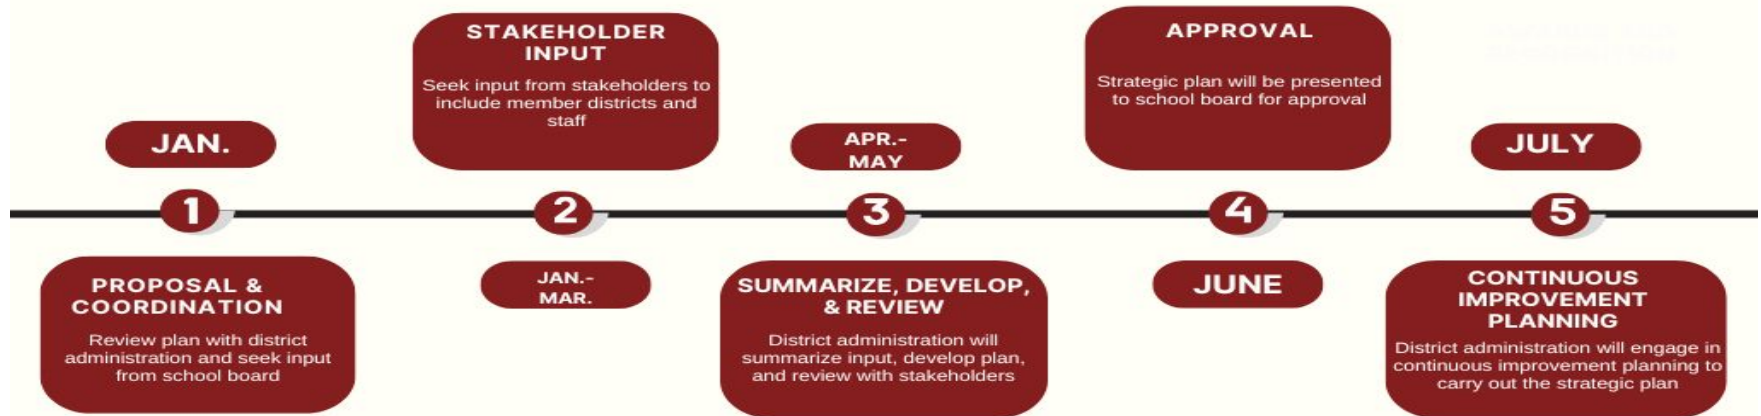 JAN.
1
PROPOSAL &
COORDINATION
Review plan with district
administration and seek input
from school board
STAKEHOLDER
INPUT
Seek input from stakeholders to
include member districts and
staff
2
JAN.-
MAR.
APR.-
MAY
3
SUMMARIZE, DEVELOP,
& REVIEW
District administration will
summarize input, develop plan,
and review with stakeholders
APPROVAL
Strategic plan will be presented
to school board for approval
4
JUNE
JULY
5
CONTINUOUS
IMPROVEMENT
PLANNING
District administration will engage in
continuous improvement planning to
carry out the strategic plan